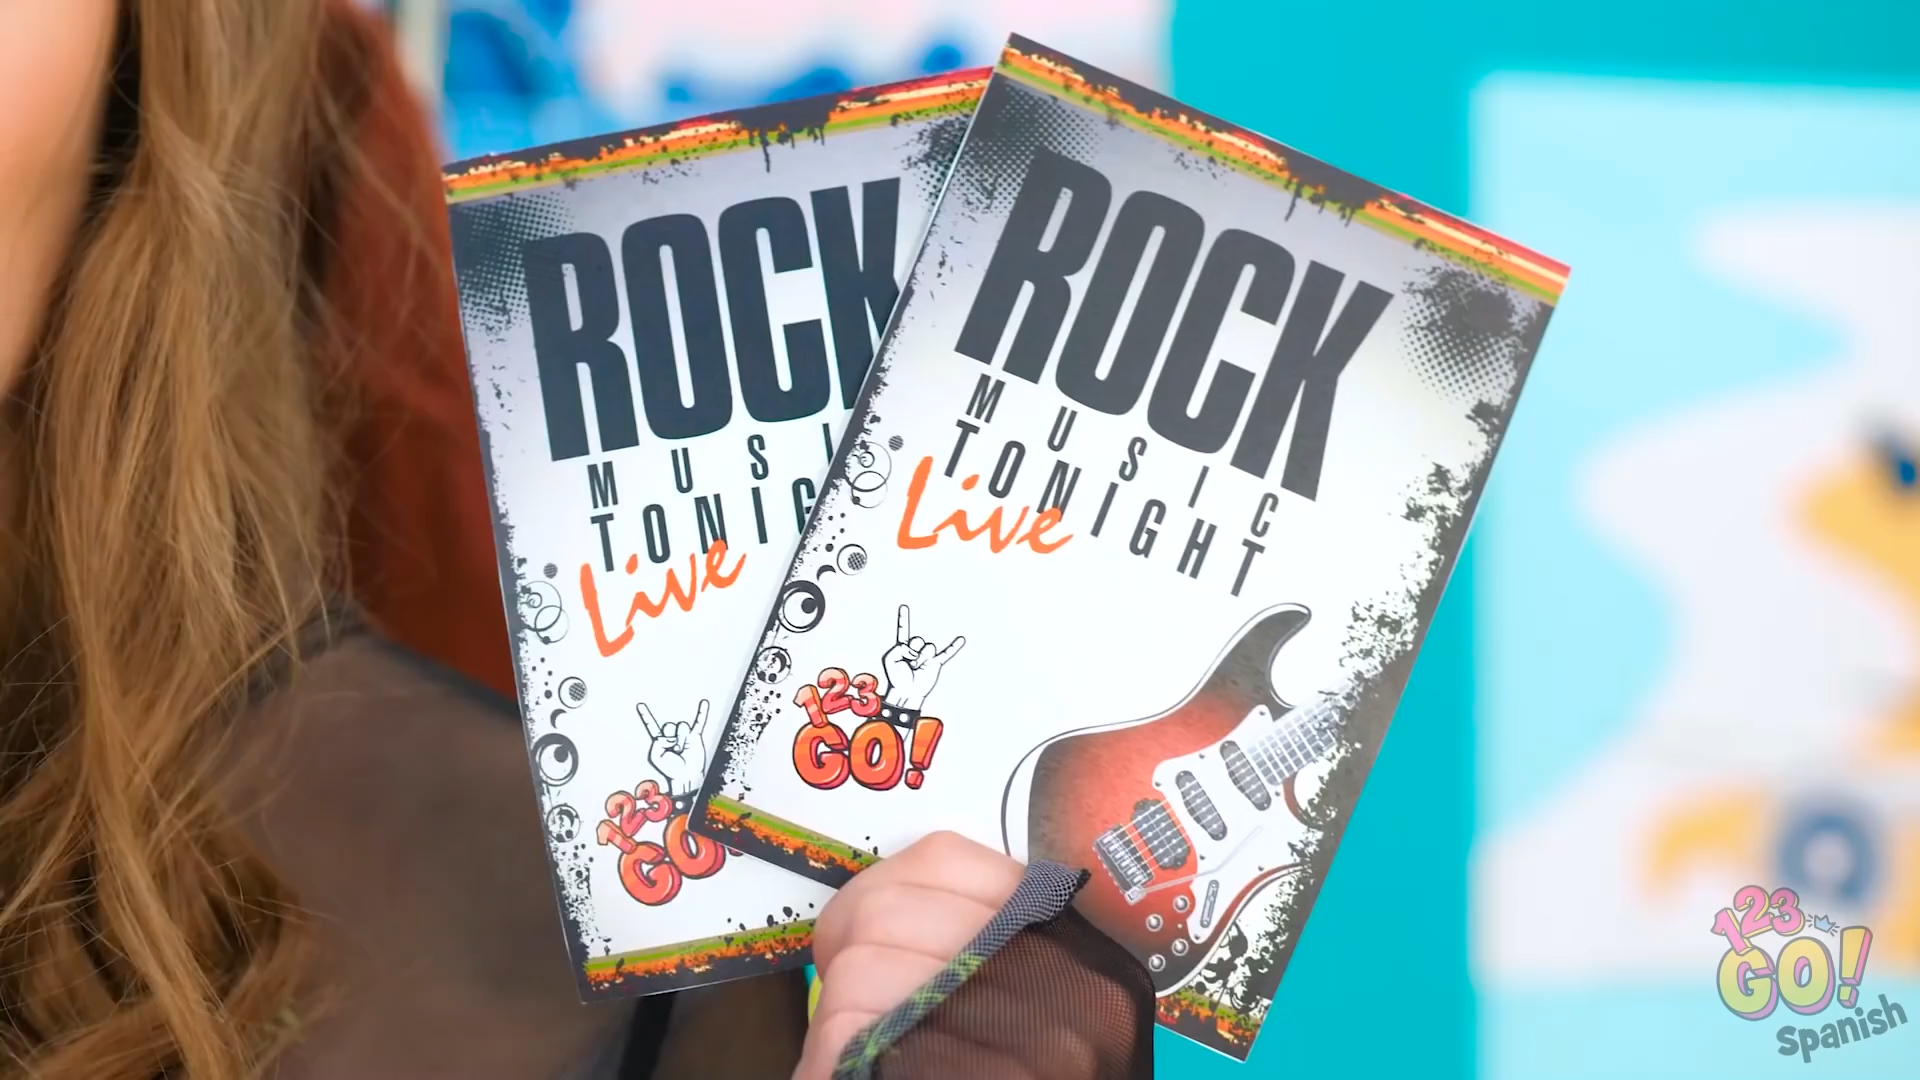 ROCK
MUSI
TONIG
Live
123
GO
ROCK
MUSIC
TONIGHT
Live
123
GO!
123
GO!
Spanish